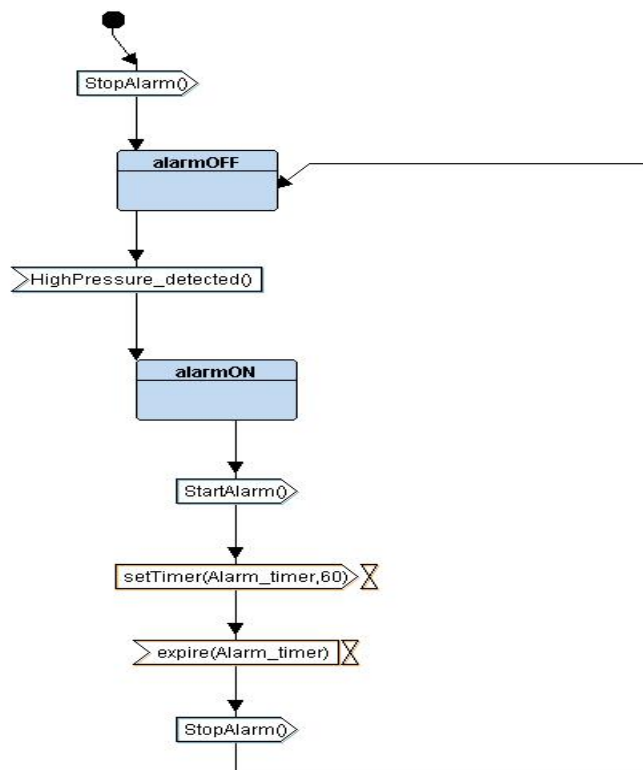 StopAlarm()
alarmOFF
HighPressure_detected()
alarmON
StartAlarm()
setTimer(Alarm_timer,60)
expire(Alarm_timer)
StopAlarm()